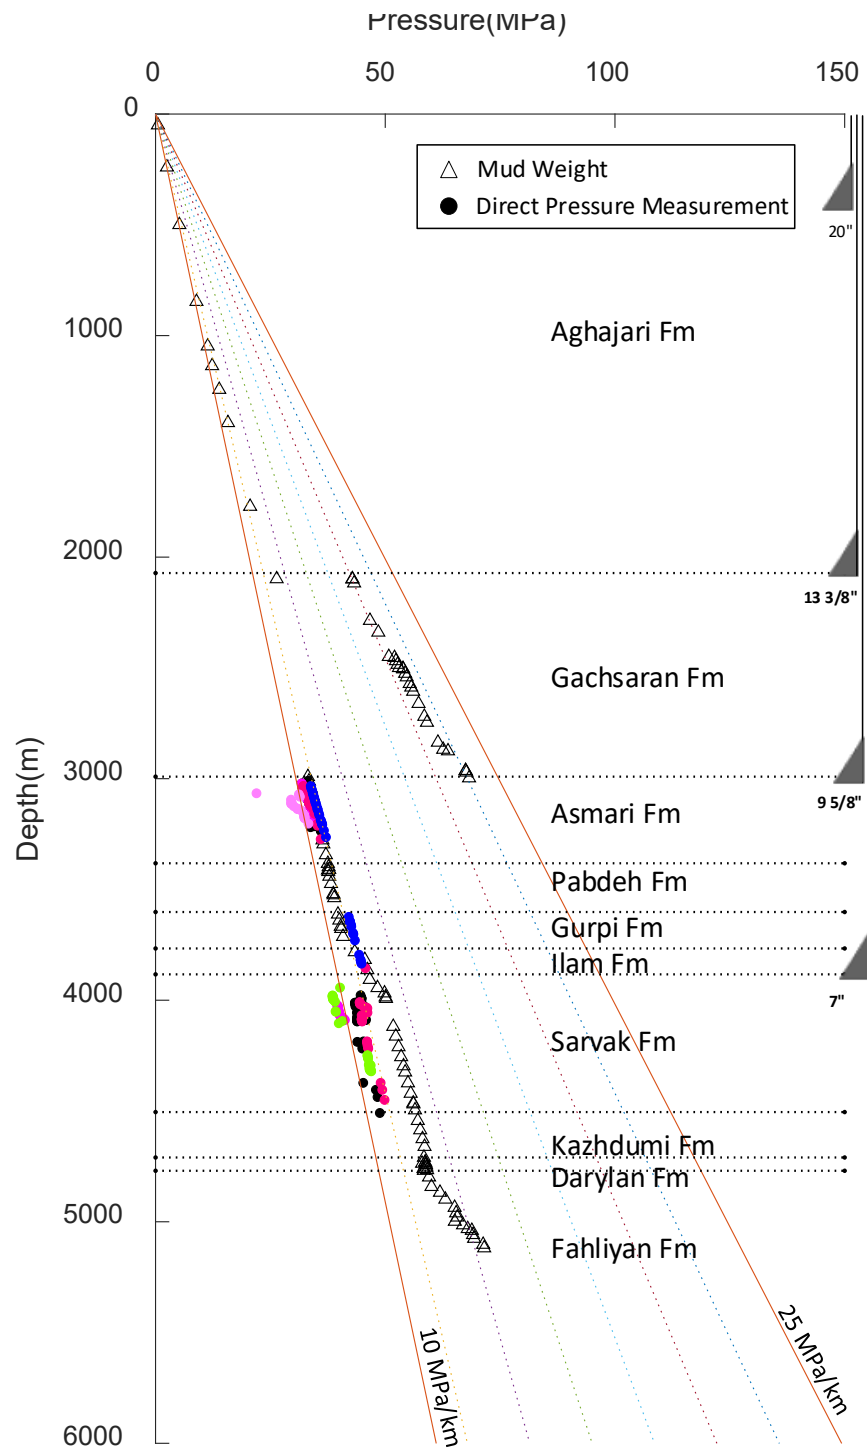 Pressure(MPa)
0
50
100
150
0
Mud Weight
Direct Pressure Measurement
20"
1000
Aghajari Fm
2000
13 3/8"
Gachsaran Fm
Depth(m)
3000
9 5/8"
Asmari Fm
Pabdeh Fm
Gurpi Fm
Ilam Fm
4000
7"
Sarvak Fm
Kazhdumi Fm
Darylan Fm
5000
Fahliyan Fm
10 MPa/km
25 MPa/km
6000